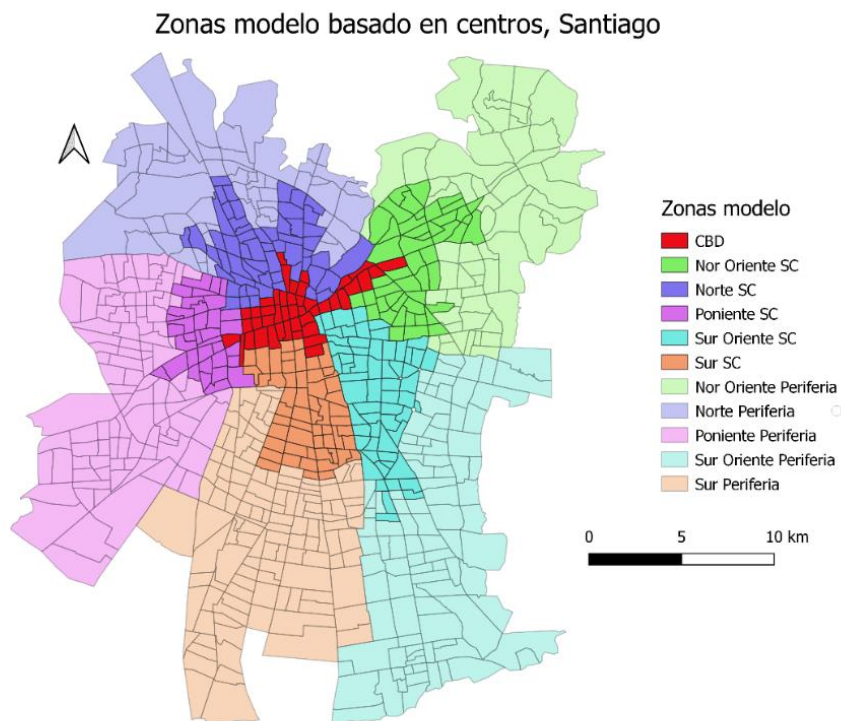 Zonas modelo basado en centros, Santiago
Zonas modelo
CBD
Nor Oriente SC
Norte SC
Poniente SC
Sur Oriente SC
Sur SC
Nor Oriente Periferia
Norte Periferia
Poniente Periferia
Sur Oriente Periferia
Sur Periferia
0 5 10 km